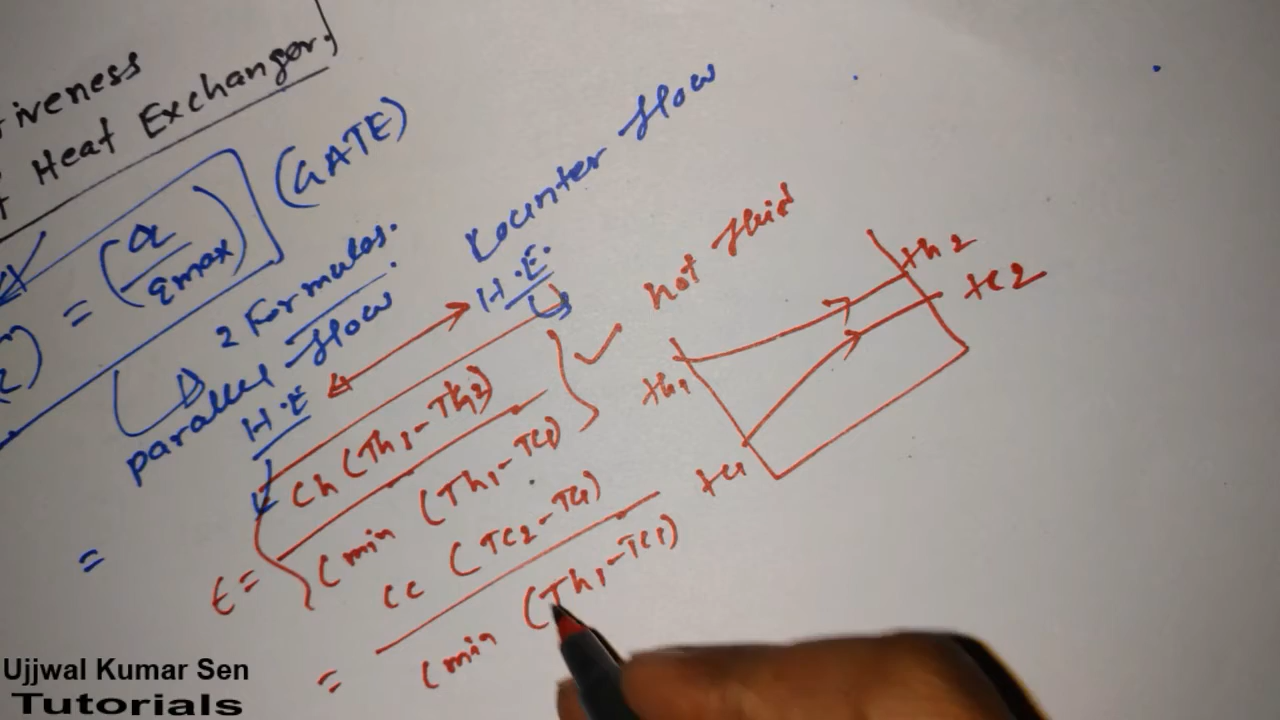 tiveness
f Heat Exchanger.
= (Q / Qmax) (GATE)
2 Formulas.
parallel flow
H.E
Counter flow
H.E.
ε = Ch (Th1 - Th2)
Cmin (Th1 - Tc1)
hot fluid
= Cc (Tc2 - Tc1)
Cmin (Th1 - Tc1)
th1
th2
tc2
tc1
=
Ujjwal Kumar Sen
Tutorials